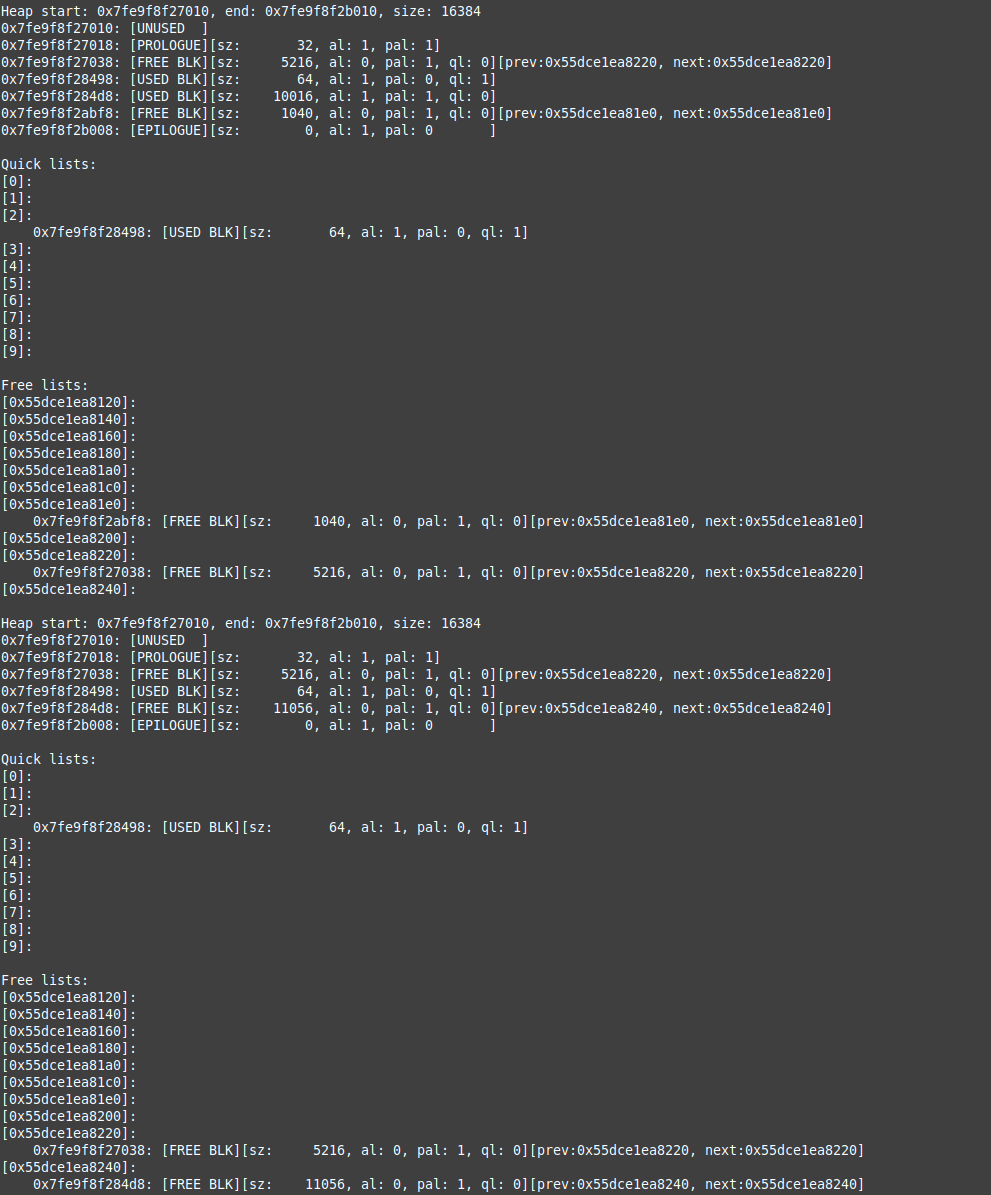 Heap start: 0x7fe9f8f27010, end: 0x7fe9f8f2b010, size: 16384
0x7fe9f8f27010: [UNUSED  ]
0x7fe9f8f27018: [PROLOGUE][sz:       32, al: 1, pal: 1]
0x7fe9f8f27038: [FREE BLK][sz:     5216, al: 0, pal: 1, ql: 0][prev:0x55dce1ea8220, next:0x55dce1ea8220]
0x7fe9f8f28498: [USED BLK][sz:       64, al: 1, pal: 0, ql: 1]
0x7fe9f8f284d8: [USED BLK][sz:    10016, al: 1, pal: 1, ql: 0]
0x7fe9f8f2abf8: [FREE BLK][sz:     1040, al: 0, pal: 1, ql: 0][prev:0x55dce1ea81e0, next:0x55dce1ea81e0]
0x7fe9f8f2b008: [EPILOGUE][sz:        0, al: 1, pal: 0       ]

Quick lists:
[0]:
[1]:
[2]:
    0x7fe9f8f28498: [USED BLK][sz:       64, al: 1, pal: 0, ql: 1]
[3]:
[4]:
[5]:
[6]:
[7]:
[8]:
[9]:

Free lists:
[0x55dce1ea8120]:
[0x55dce1ea8140]:
[0x55dce1ea8160]:
[0x55dce1ea8180]:
[0x55dce1ea81a0]:
[0x55dce1ea81c0]:
[0x55dce1ea81e0]:
    0x7fe9f8f2abf8: [FREE BLK][sz:     1040, al: 0, pal: 1, ql: 0][prev:0x55dce1ea81e0, next:0x55dce1ea81e0]
[0x55dce1ea8200]:
[0x55dce1ea8220]:
    0x7fe9f8f27038: [FREE BLK][sz:     5216, al: 0, pal: 1, ql: 0][prev:0x55dce1ea8220, next:0x55dce1ea8220]
[0x55dce1ea8240]:

Heap start: 0x7fe9f8f27010, end: 0x7fe9f8f2b010, size: 16384
0x7fe9f8f27010: [UNUSED  ]
0x7fe9f8f27018: [PROLOGUE][sz:       32, al: 1, pal: 1]
0x7fe9f8f27038: [FREE BLK][sz:     5216, al: 0, pal: 1, ql: 0][prev:0x55dce1ea8220, next:0x55dce1ea8220]
0x7fe9f8f28498: [USED BLK][sz:       64, al: 1, pal: 0, ql: 1]
0x7fe9f8f284d8: [FREE BLK][sz:    11056, al: 0, pal: 1, ql: 0][prev:0x55dce1ea8240, next:0x55dce1ea8240]
0x7fe9f8f2b008: [EPILOGUE][sz:        0, al: 1, pal: 0       ]

Quick lists:
[0]:
[1]:
[2]:
    0x7fe9f8f28498: [USED BLK][sz:       64, al: 1, pal: 0, ql: 1]
[3]:
[4]:
[5]:
[6]:
[7]:
[8]:
[9]:

Free lists:
[0x55dce1ea8120]:
[0x55dce1ea8140]:
[0x55dce1ea8160]:
[0x55dce1ea8180]:
[0x55dce1ea81a0]:
[0x55dce1ea81c0]:
[0x55dce1ea81e0]:
[0x55dce1ea8200]:
[0x55dce1ea8220]:
    0x7fe9f8f27038: [FREE BLK][sz:     5216, al: 0, pal: 1, ql: 0][prev:0x55dce1ea8220, next:0x55dce1ea8220]
[0x55dce1ea8240]:
    0x7fe9f8f284d8: [FREE BLK][sz:    11056, al: 0, pal: 1, ql: 0][prev:0x55dce1ea8240, next:0x55dce1ea8240]